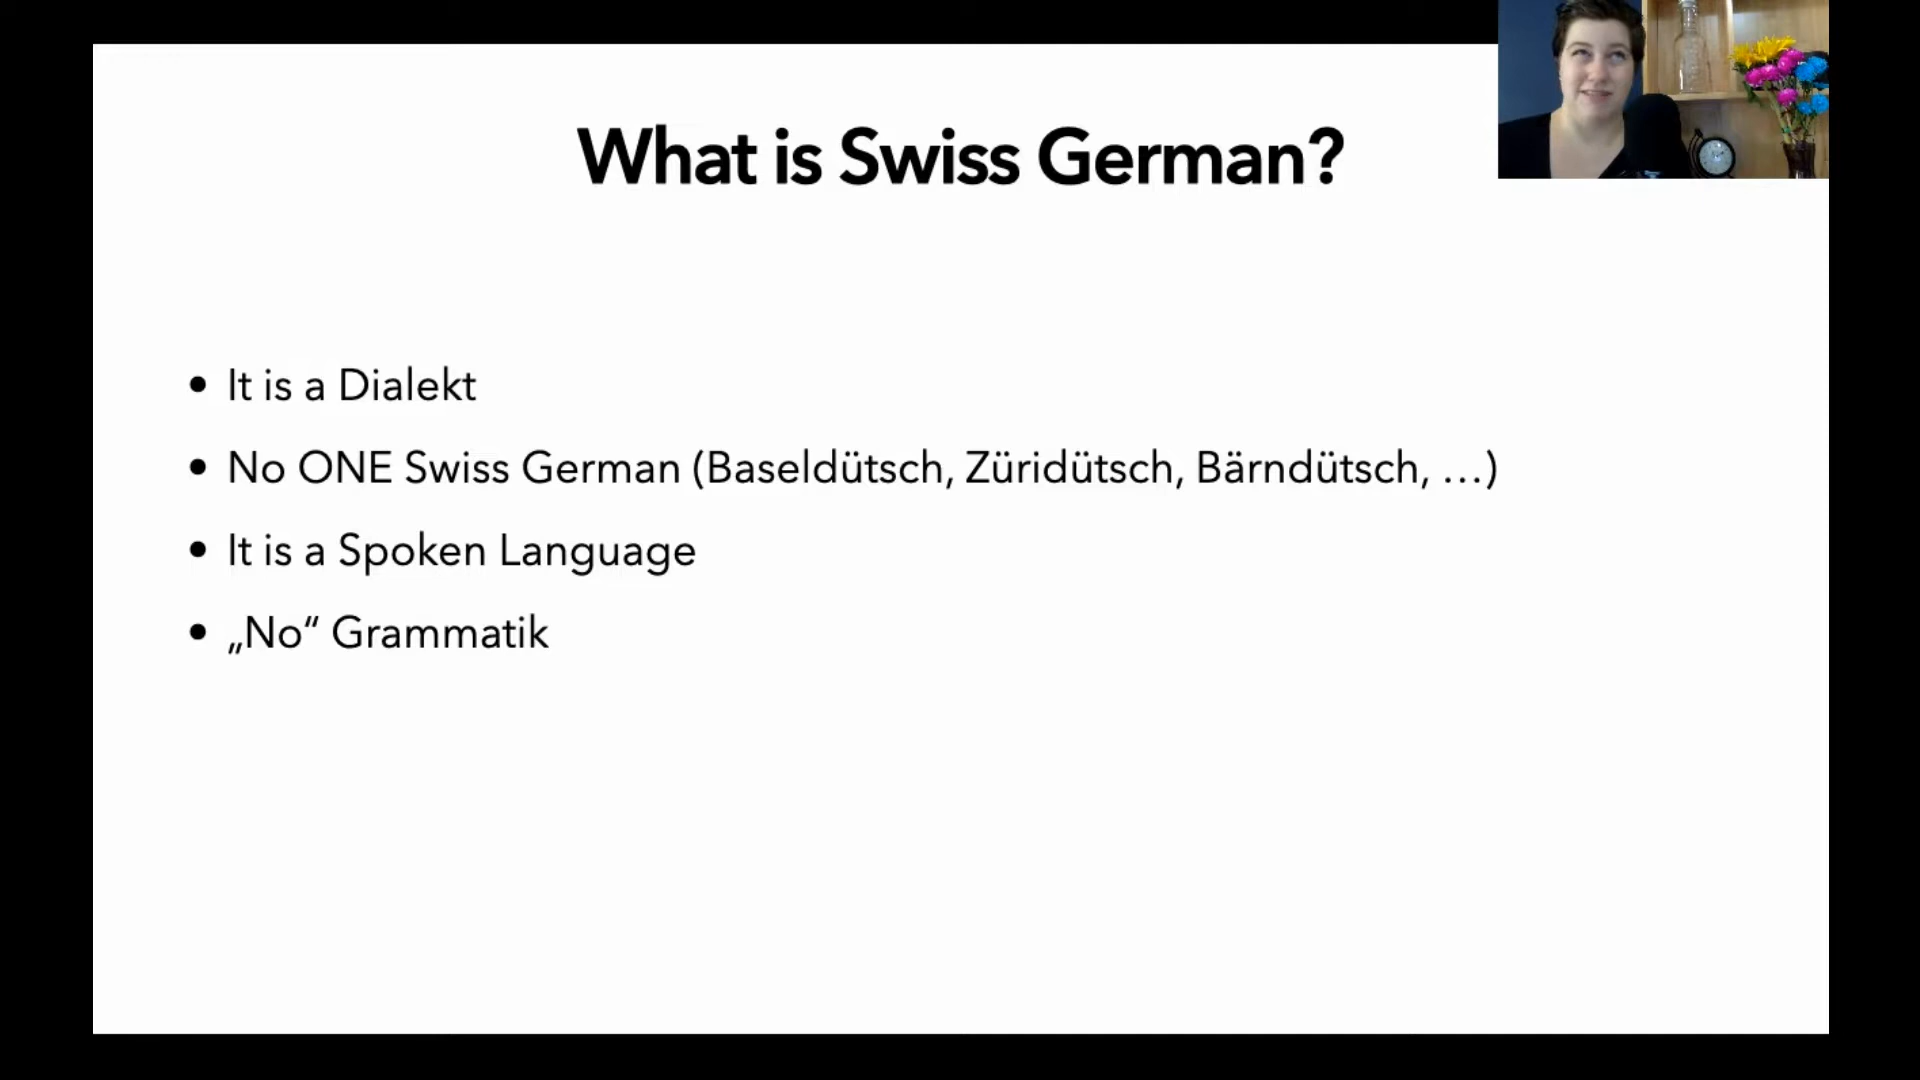 What is Swiss German?
• It is a Dialekt
• No ONE Swiss German (Baseldütsch, Züridütsch, Bärndütsch, …)
• It is a Spoken Language
• „No“ Grammatik